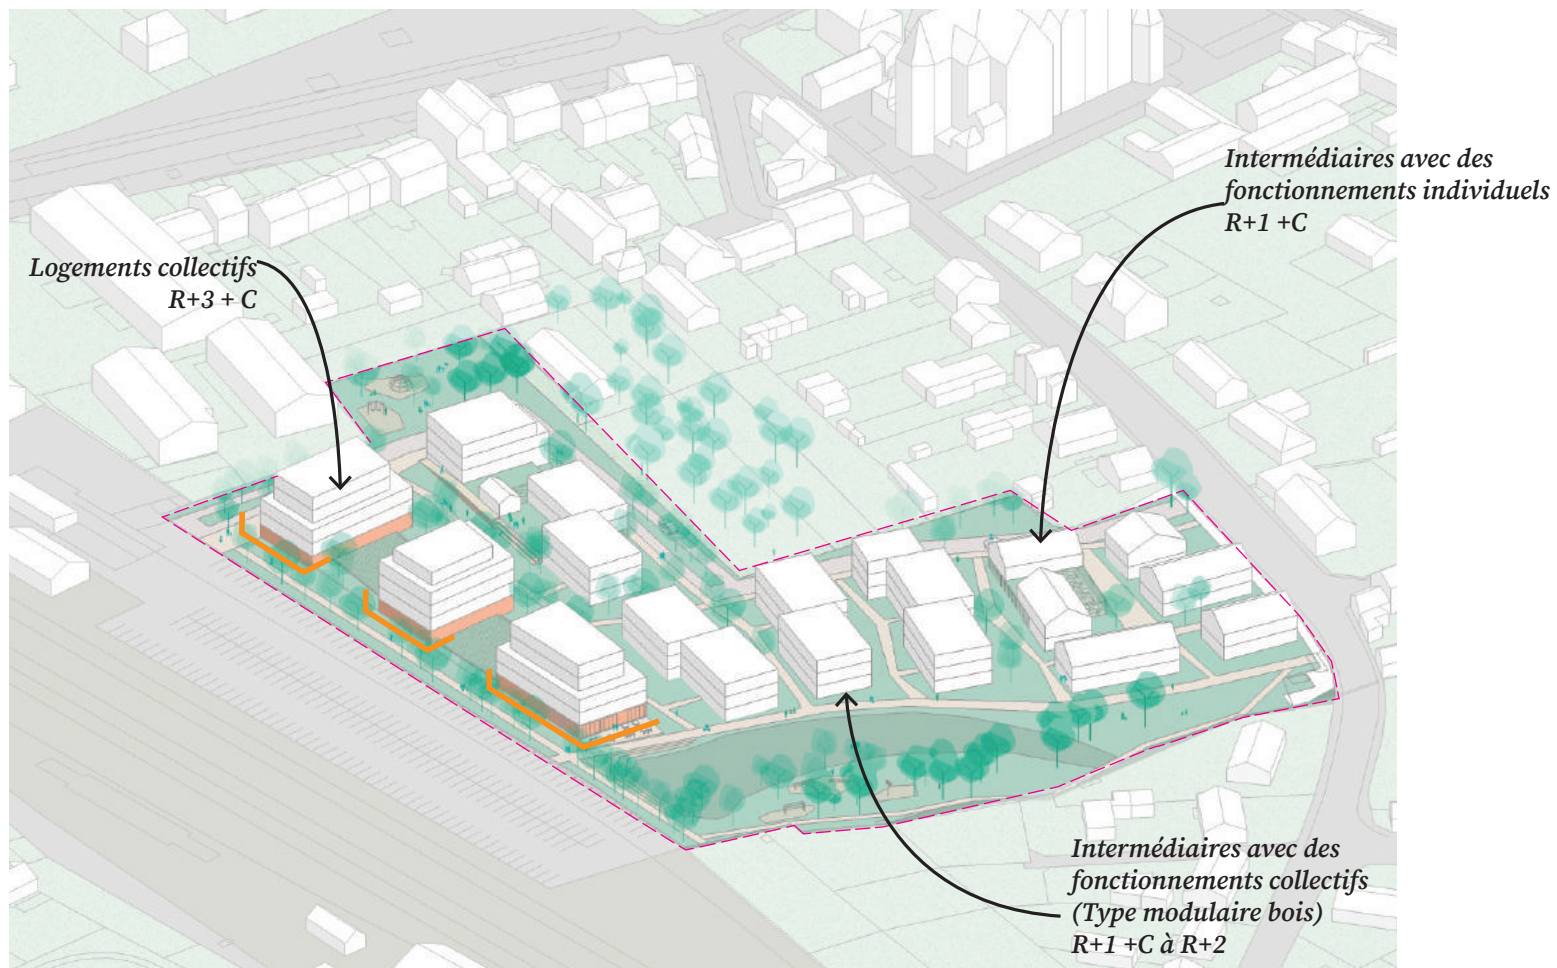 Intermédiaires avec des
fonctionnements individuels
R+1 +C
Logements collectifs
R+3 + C
Intermédiaires avec des
fonctionnements collectifs
(Type modulaire bois)
R+1 +C à R+2